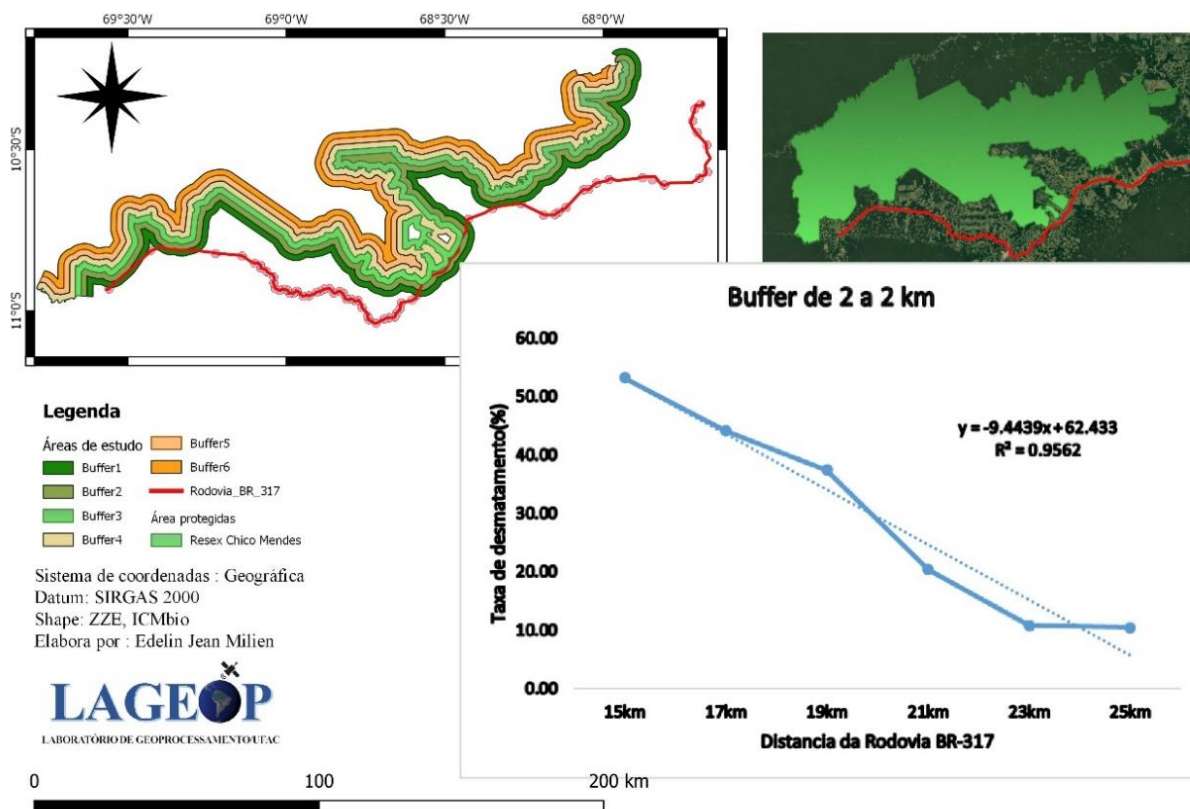 69°30′W 69°0′W 68°30′W 68°0′W
10°30′S
11°0′S
Buffer de 2 a 2 km
60.00
50.00
40.00
30.00
20.00
10.00
0.00
Taxa de desmatamento(%)
y = -9.4439x + 62.433
R² = 0.9562
15km 17km 19km 21km 23km 25km
Distancia da Rodovia BR-317
Legenda
Áreas de estudo
Buffer1
Buffer2
Buffer3
Buffer4
Buffer5
Buffer6
Rodovia_BR_317
Área protegidas
Resex Chico Mendes
Sistema de coordenadas : Geográfica
Datum: SIRGAS 2000
Shape: ZZE, ICMbio
Elabora por : Edelin Jean Milien
LAGEOP
LABORATÓRIO DE GEOPROCESSAMENTO/UFAC
0 100 200 km